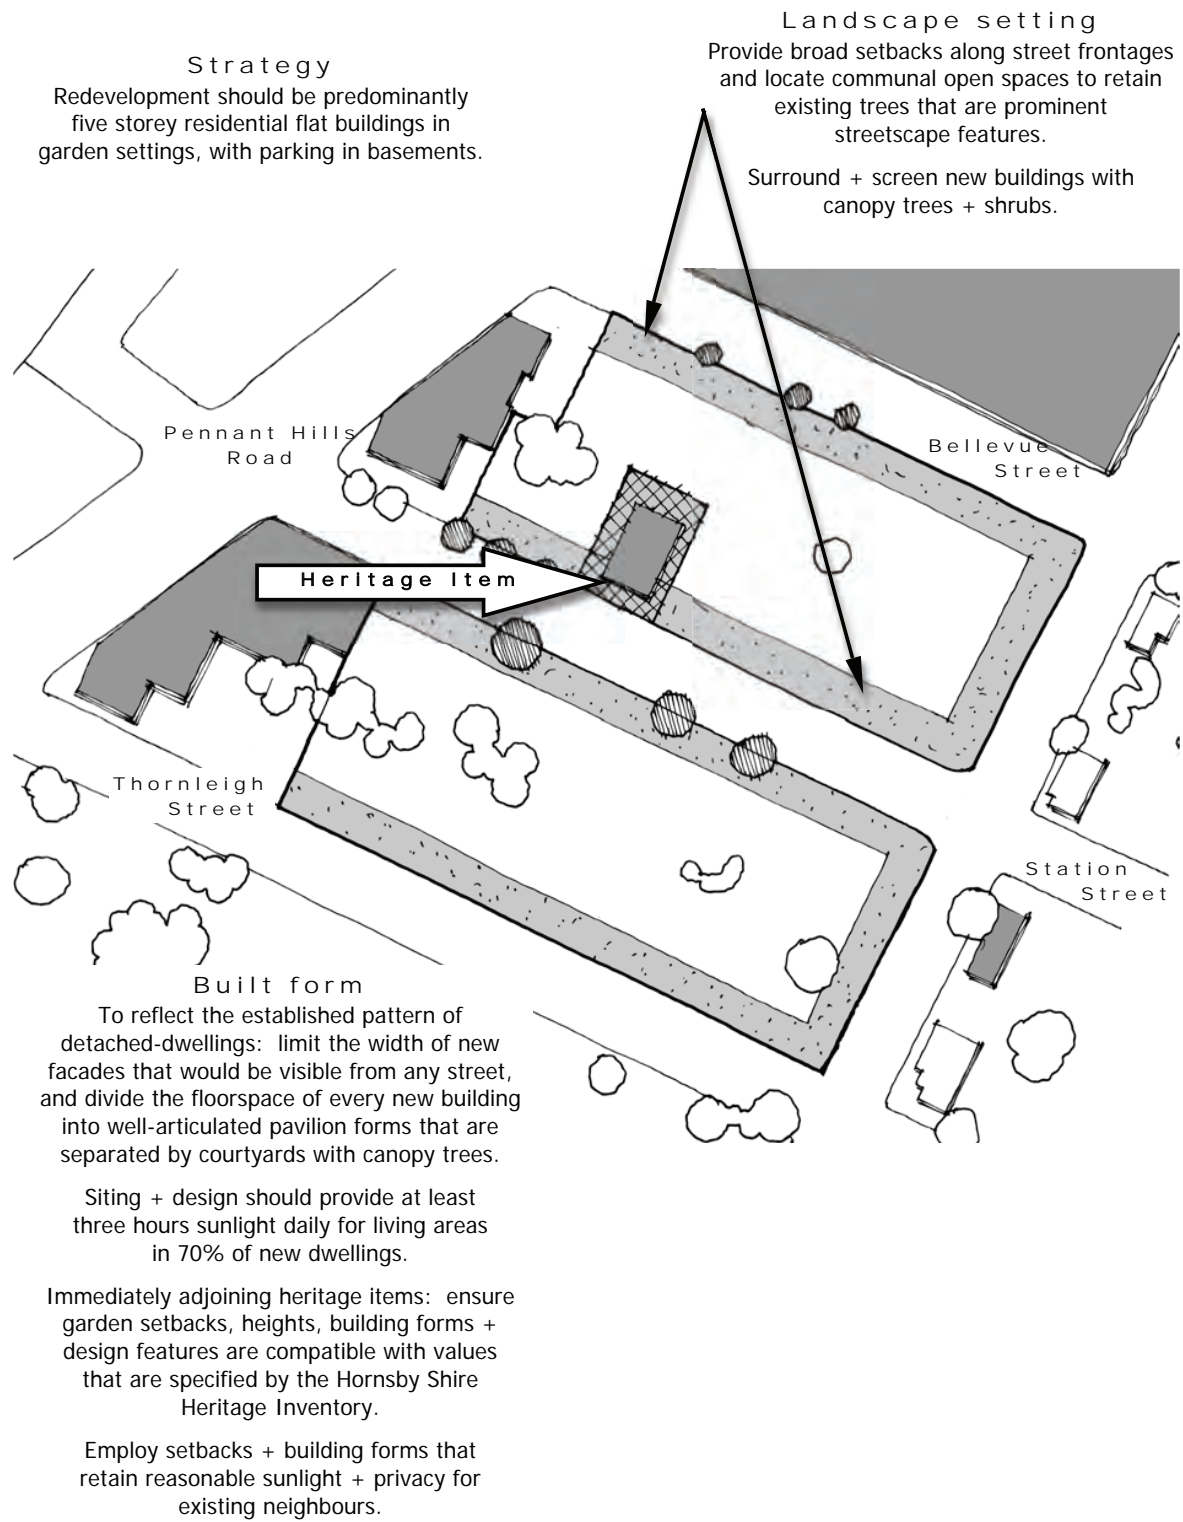 Landscape setting
Provide broad setbacks along street frontages
and locate communal open spaces to retain
existing trees that are prominent
streetscape features.
Surround + screen new buildings with
canopy trees + shrubs.
Strategy
Redevelopment should be predominantly
five storey residential flat buildings in
garden settings, with parking in basements.
Pennant Hills
Road
Bellevue
Street
Heritage Item
Thornleigh
Street
Station
Street
Built form
To reflect the established pattern of
detached-dwellings: limit the width of new
facades that would be visible from any street,
and divide the floorspace of every new building
into well-articulated pavilion forms that are
separated by courtyards with canopy trees.
Siting + design should provide at least
three hours sunlight daily for living areas
in 70% of new dwellings.
Immediately adjoining heritage items: ensure
garden setbacks, heights, building forms +
design features are compatible with values
that are specified by the Hornsby Shire
Heritage Inventory.
Employ setbacks + building forms that
retain reasonable sunlight + privacy for
existing neighbours.